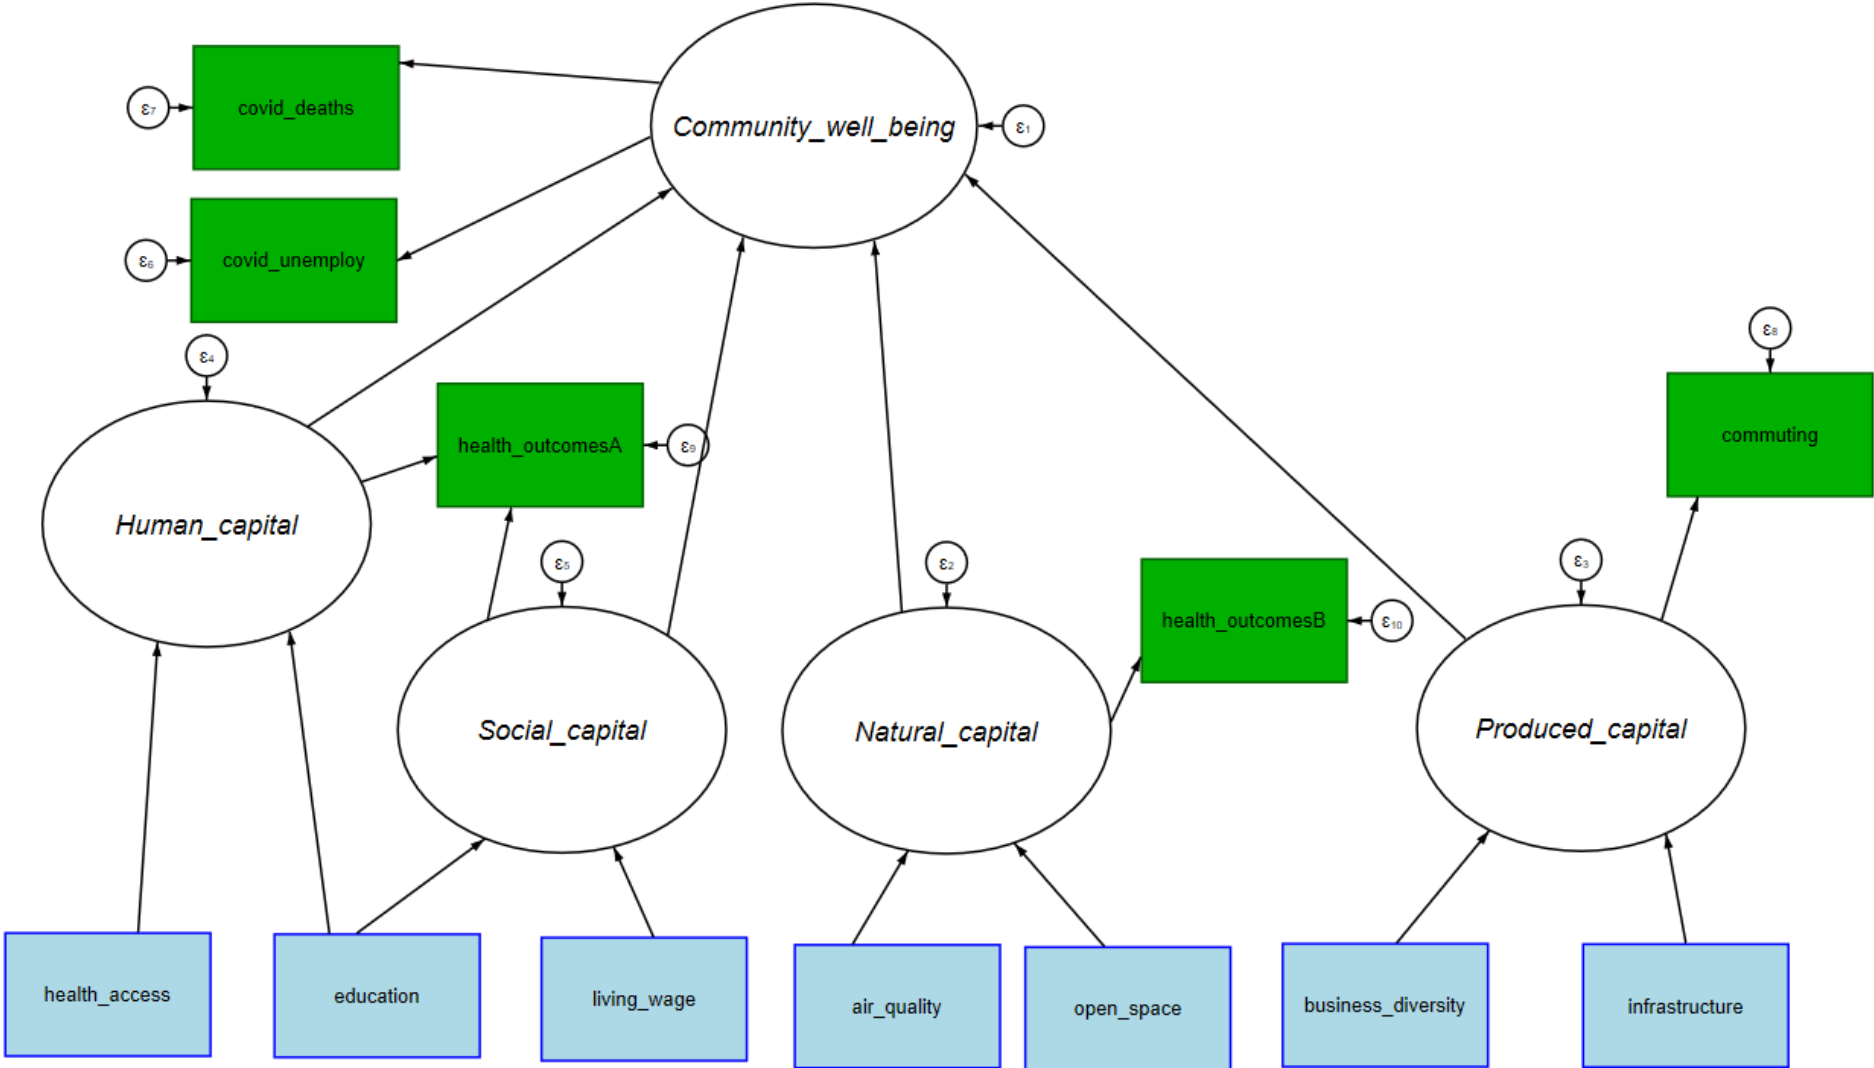 covid_deaths
ε7
Community_well_being
ε1
covid_unemploy
ε6
ε8
ε4
commuting
health_outcomesA
ε9
Human_capital
ε5
ε2
ε3
health_outcomesB
ε10
Social_capital
Natural_capital
Produced_capital
health_access
education
living_wage
air_quality
open_space
business_diversity
infrastructure